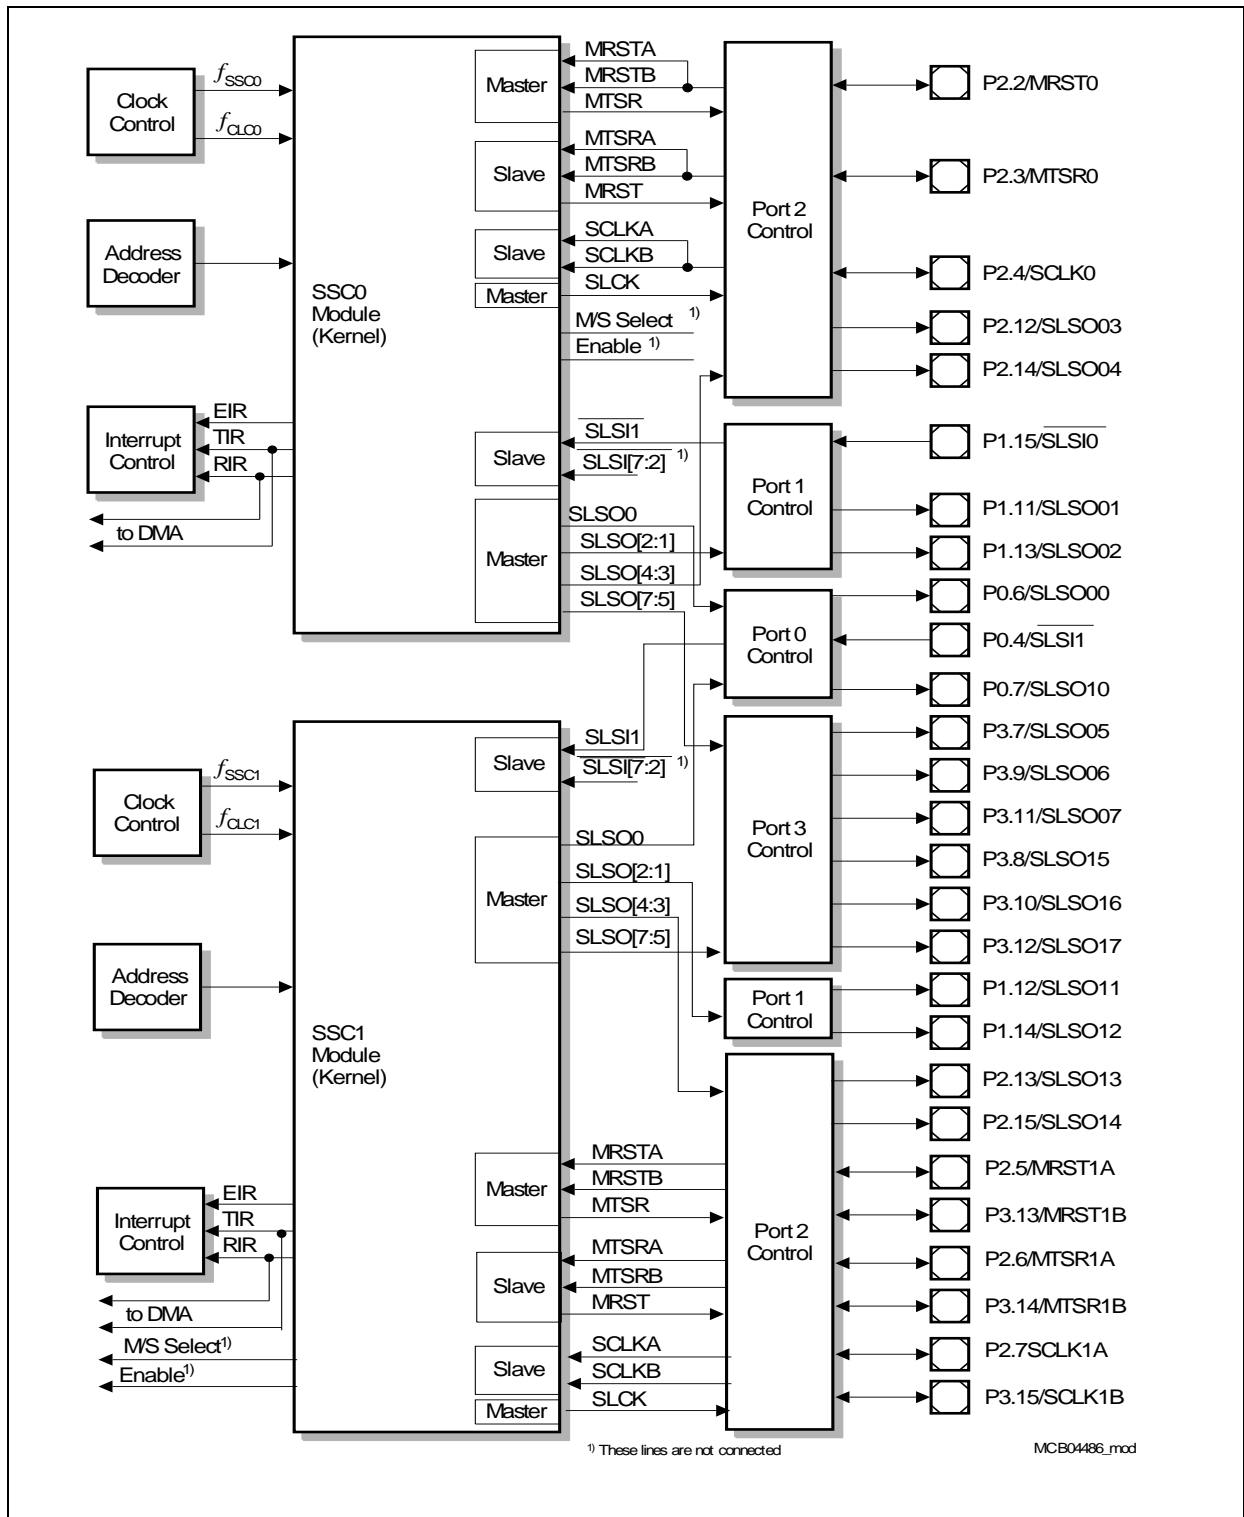 MRSTA
MRSTB
MTSR
Master
fSSC0
Clock
Control
fCLC0
P2.2/MRST0
MTSRA
MTSRB
MRST
Slave
P2.3/MTSR0
Port 2
Control
SCLKA
SCLKB
SLCK
Slave
Master
Address
Decoder
SSC0
Module
(Kernel)
P2.4/SCLK0
M/S Select 1)
Enable 1)
P2.12/SLSO03
P2.14/SLSO04
EIR
TIR
RIR
Interrupt
Control
to DMA
SLSI1
SLSI[7:2] 1)
Slave
P1.15/SLSI0
Port 1
Control
SLSO0
SLSO[2:1]
SLSO[4:3]
SLSO[7:5]
Master
P1.11/SLSO01
P1.13/SLSO02
P0.6/SLSO00
Port 0
Control
P0.4/SLSI1
P0.7/SLSO10
SLSI1
SLSI[7:2] 1)
Slave
P3.7/SLSO05
P3.9/SLSO06
fSSC1
Clock
Control
fCLC1
P3.11/SLSO07
Port 3
Control
SLSO0
SLSO[2:1]
SLSO[4:3]
SLSO[7:5]
Master
P3.8/SLSO15
P3.10/SLSO16
P3.12/SLSO17
Address
Decoder
P1.12/SLSO11
Port 1
Control
P1.14/SLSO12
SSC1
Module
(Kernel)
P2.13/SLSO13
P2.15/SLSO14
MRSTA
MRSTB
MTSR
Master
P2.5/MRST1A
EIR
TIR
RIR
Interrupt
Control
P3.13/MRST1B
Port 2
Control
MTSRA
MTSRB
MRST
Slave
P2.6/MTSR1A
P3.14/MTSR1B
to DMA
M/S Select1)
Enable1)
SCLKA
SCLKB
SLCK
Slave
Master
P2.7SCLK1A
P3.15/SCLK1B
1) These lines are not connected
MCB04486_mod